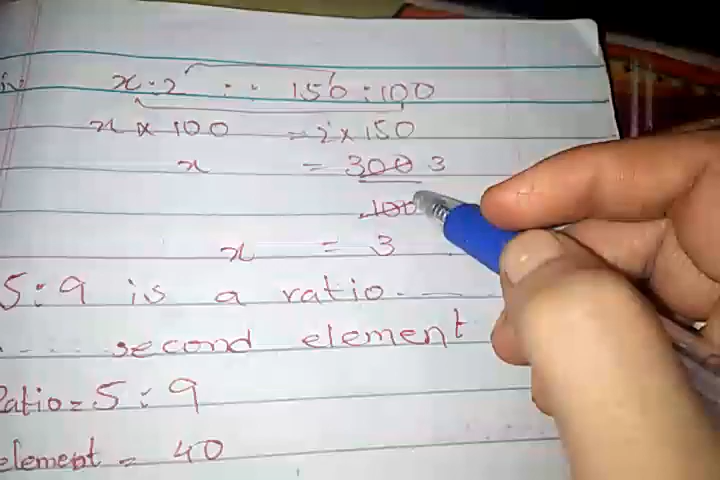 x : 2 :: 150 : 100
x × 100 = 2 × 150
x = 300 3
100
x = 3
5 : 9 is a ratio.
second element
Ratio = 5 : 9
element = 40